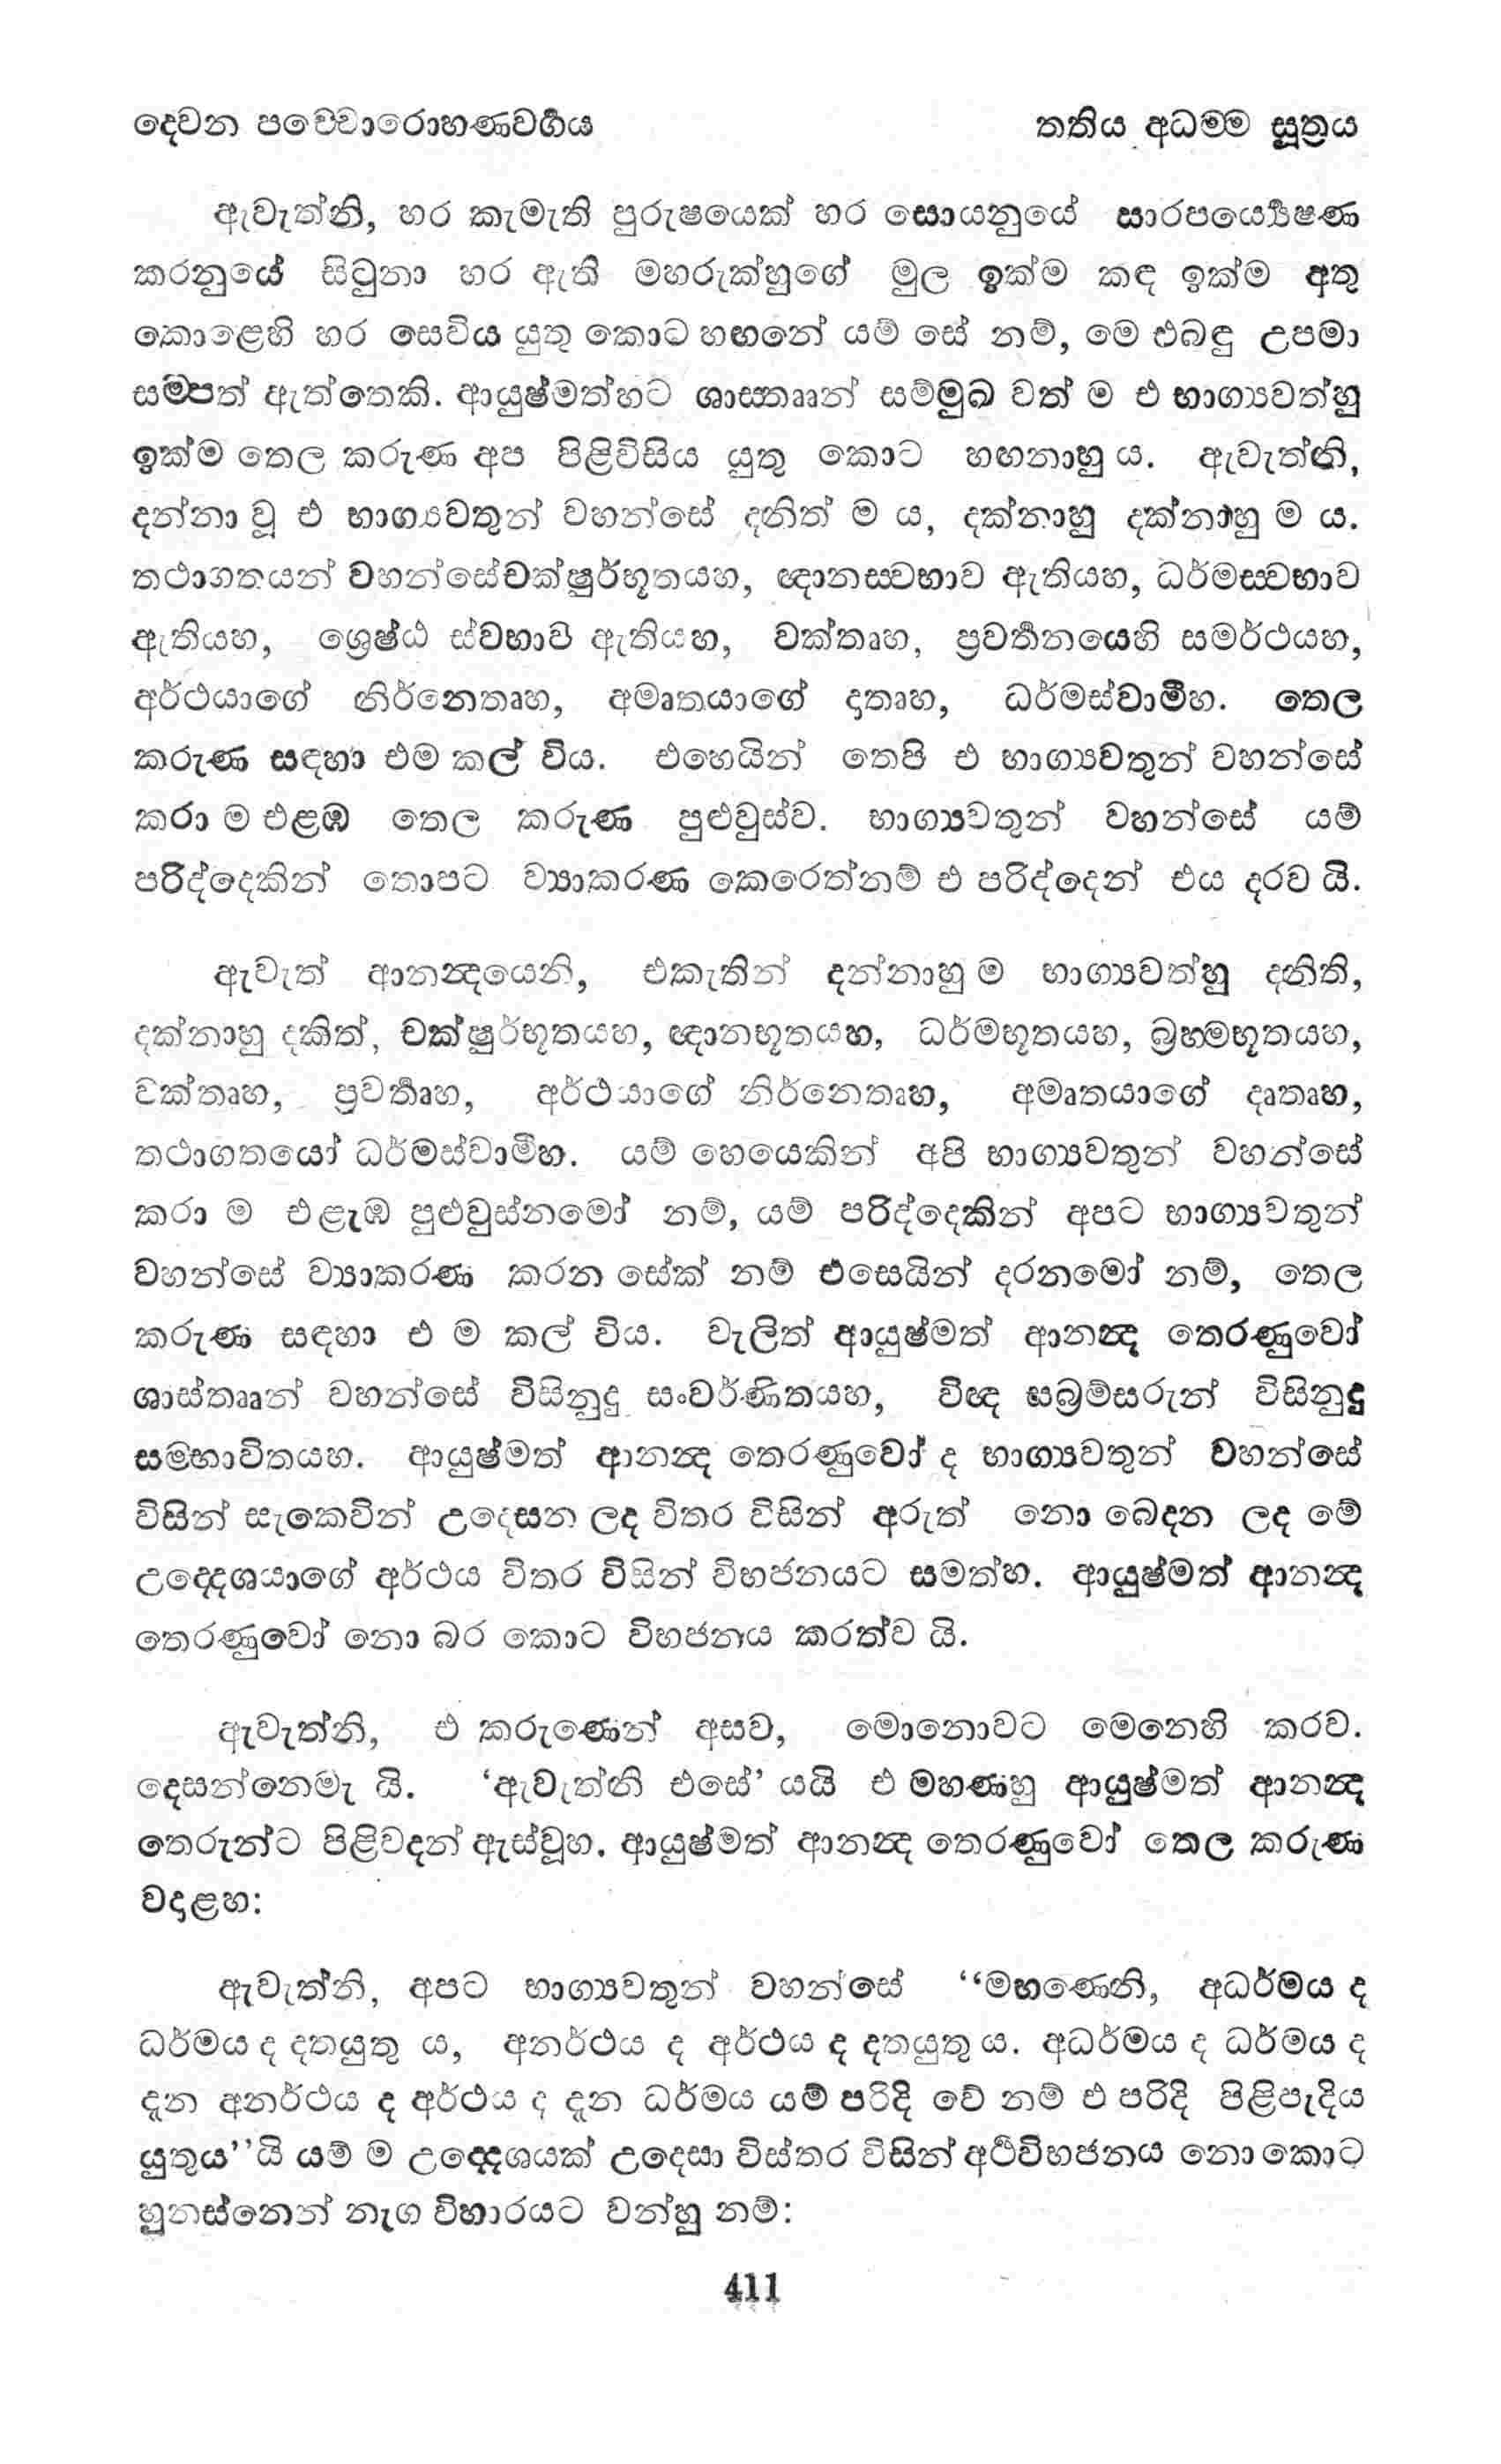 දෙවන පච්චොරොහණවර්‍ගය තතිය අධම්ම සූත්‍රය
ඇවැත්නි, හර කැමැති පුරුෂයෙක් හර සොයනුයේ සාරපය්‍යෙර්‍ෂණ
කරනුයේ සිටුනා හර ඇති මහරුක්හුගේ මුල ඉක්ම කඳ ඉක්ම අතු
කොළෙහි හර සෙවිය යුතු කොට හඟනේ යම් සේ නම්, මෙ එබඳු උපමා
සම්පත් ඇත්තෙකි. ආයුෂ්මත්හට ශාස්තෲන් සම්මුඛ වත් ම එ භාග්‍යවත්හු
ඉක්ම තෙල කරුණ අප පිළිවිසිය යුතු කොට හඟනාහු ය. ඇවැත්නි,
දන්නා වූ එ භාග්‍යවතුන් වහන්සේ දනිත් ම ය, දක්නාහු දක්නාහු ම ය.
තථාගතයන් වහන්සේ චක්ෂුර්භූතයහ, ඥානස්වභාව ඇතියහ, ධර්මස්වභාව
ඇතියහ, ශ්‍රෙෂ්ඨ ස්වභාව ඇතියහ, වක්තෘහ, ප්‍රවර්‍තනයෙහි සමර්ථයහ,
අර්ථයාගේ නිර්නෙතෘහ, අමෘතයාගේ දාතෘහ, ධර්මස්වාමීහ. තෙල
කරුණ සඳහා එම කල් විය. එහෙයින් තෙපි එ භාග්‍යවතුන් වහන්සේ
කරා ම එළඹ තෙල කරුණ පුළුවුස්ව. භාග්‍යවතුන් වහන්සේ යම්
පරිද්දෙකින් තොපට ව්‍යාකරණ කෙරෙත්නම් එ පරිද්දෙන් එය දරව යි.
ඇවැත් ආනන්‍දයෙනි, එකැතින් දන්නාහු ම භාග්‍යවත්හු දනිති,
දක්නාහු දකිත්, චක්ෂුර්භූතයහ, ඥානභූතයහ, ධර්මභූතයහ, බ්‍රහ්මභූතයහ,
වක්තෘහ, ප්‍රවර්‍තෘහ, අර්ථයාගේ නිර්නෙතෘහ, අමෘතයාගේ දෘතෘහ,
තථාගතයෝ ධර්මස්වාමීහ. යම් හෙයෙකින් අපි භාග්‍යවතුන් වහන්සේ
කරා ම එළැඹ පුළුවුස්නමෝ නම්, යම් පරිද්දෙකින් අපට භාග්‍යවතුන්
වහන්සේ ව්‍යාකරණ කරන සේක් නම් එසෙයින් දරනමෝ නම්, තෙල
කරුණ සඳහා එ ම කල් විය. වැලිත් ආයුෂ්මත් ආනන්‍ද තෙරණුවෝ
ශාස්තෲන් වහන්සේ විසිනුදු සංවර්ණිතයහ, විඥ සබ්‍රම්සරුන් විසිනුදු
සම්භාවිතයහ. ආයුෂ්මත් ආනන්‍ද තෙරණුවෝ ද භාග්‍යවතුන් වහන්සේ
විසින් සැකෙවින් උදෙසන ලද විතර විසින් අරුත් නො බෙදන ලද මේ
උද්දෙශයාගේ අර්ථය විතර විසින් විභජනයට සමත්හ. ආයුෂ්මත් ආනන්‍ද
තෙරණුවෝ නො බර කොට විභජනය කරත්ව යි.
ඇවැත්නි, එ කරුණෙන් අසව, මොනොවට මෙනෙහි කරව.
දෙසන්නෙමැ යි. ‘ඇවැත්නි එසේ’ යයි එ මහණහු ආයුෂ්මත් ආනන්‍ද
තෙරුන්ට පිළිවදන් ඇස්වූහ. ආයුෂ්මත් ආනන්‍ද තෙරණුවෝ තෙල කරුණ
වදාළහ:
ඇවැත්නි, අපට භාග්‍යවතුන් වහන්සේ “මහණෙනි, අධර්මය ද
ධර්මය ද දතයුතු ය, අනර්ථය ද අර්ථය ද දතයුතු ය. අධර්මය ද ධර්මය ද
දැන අනර්ථය ද අර්ථය ද දැන ධර්මය යම් පරිදි වේ නම් එ පරිදි පිළිපැදිය
යුතුය”යි යම් ම උද්දෙශයක් උදෙසා විස්තර විසින් අර්‍ථවිභජනය නො කොට
හුනස්නෙන් නැග විහාරයට වන්හු නම්:
411